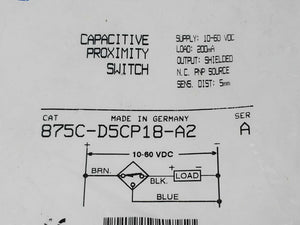 CAPACITIVE
PROXIMITY
SWITCH
SUPPLY: 10-60 VDC
LOAD: 200mA
OUTPUT: SHIELDED
N.C. PNP SOURCE
SENS. DIST: 5mm
CAT MADE IN GERMANY SER
875C-D5CP18-A2 A
+ 10-60 VDC -
BRN. BLK. + LOAD -
BLUE